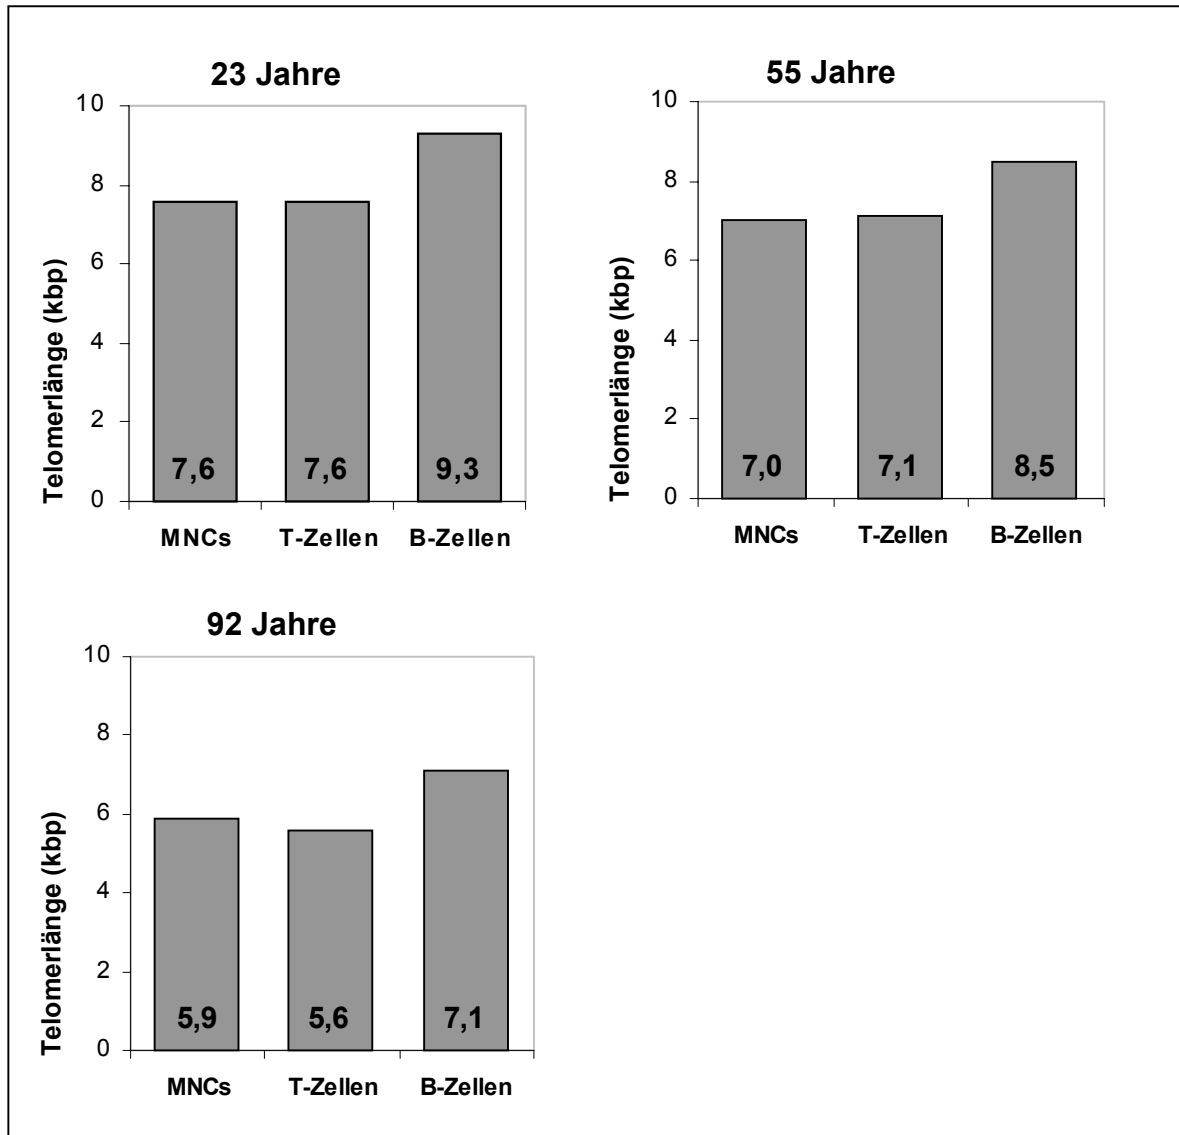 23 Jahre
Telomerlänge (kbp)
10
8
6
4
2
0
7,6 7,6 9,3
MNCs T-Zellen B-Zellen
55 Jahre
Telomerlänge (kbp)
10
8
6
4
2
0
7,0 7,1 8,5
MNCs T-Zellen B-Zellen
92 Jahre
Telomerlänge (kbp)
10
8
6
4
2
0
5,9 5,6 7,1
MNCs T-Zellen B-Zellen